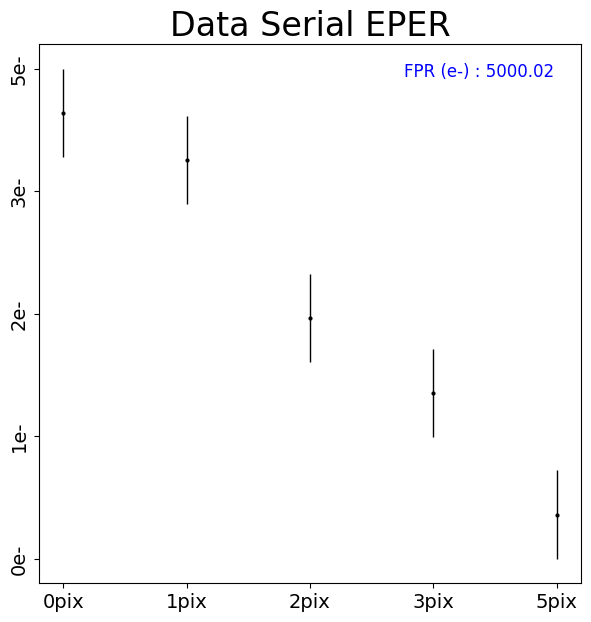 Data Serial EPER
FPR (e-) : 5000.02
5e-
3e-
2e-
1e-
0e-
0pix 1pix 2pix 3pix 5pix